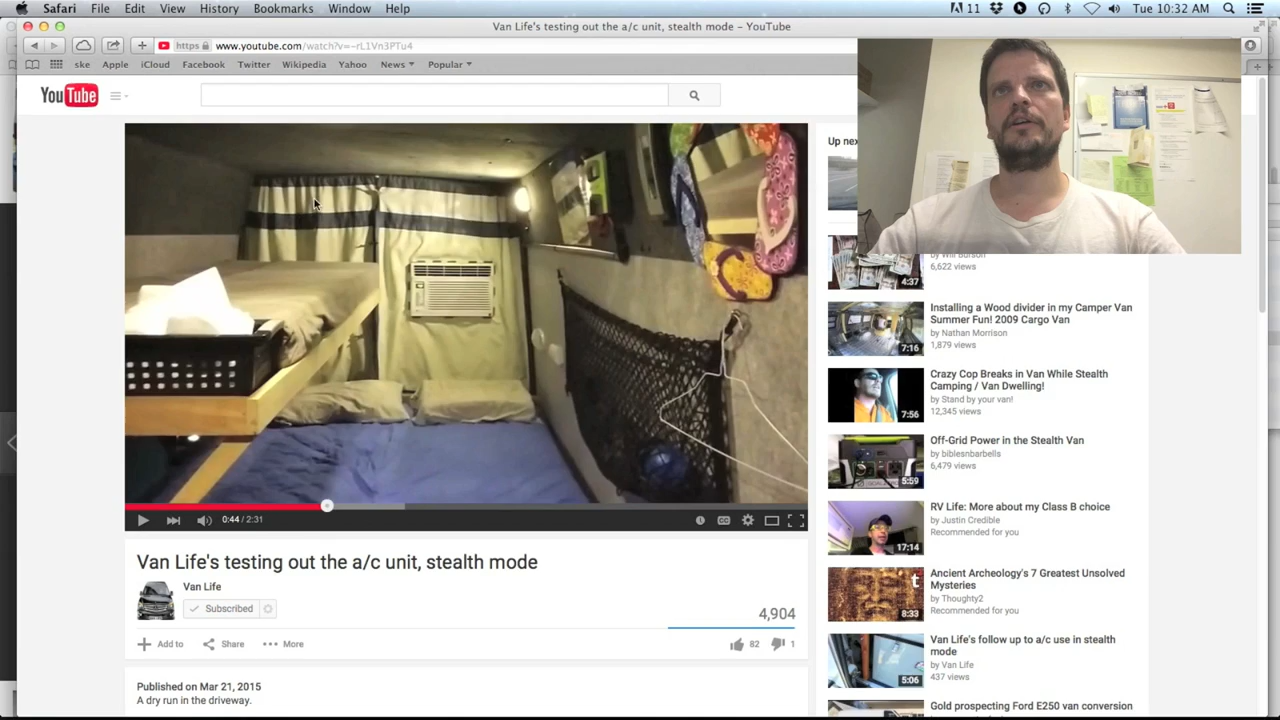 Safari File Edit View History Bookmarks Window Help
11
Tue 10:32 AM
Van Life's testing out the a/c unit, stealth mode – YouTube
https www.youtube.com/watch?v=-rL1Vn3PTu4
ske Apple iCloud Facebook Twitter Wikipedia Yahoo News Popular
YouTube
Up nex
6,622 views
4:37
Installing a Wood divider in my Camper Van
Summer Fun! 2009 Cargo Van
by Nathan Morrison
1,879 views
7:16
Crazy Cop Breaks in Van While Stealth
Camping / Van Dwelling!
by Stand by your van!
12,345 views
7:56
Off-Grid Power in the Stealth Van
by biblesnbarbells
6,479 views
5:59
RV Life: More about my Class B choice
by Justin Credible
Recommended for you
17:14
Ancient Archeology's 7 Greatest Unsolved
Mysteries
by Thoughty2
Recommended for you
t
8:33
Van Life's follow up to a/c use in stealth
mode
by Van Life
437 views
5:06
Gold prospecting Ford E250 van conversion
0:44 / 2:31
CC
Van Life's testing out the a/c unit, stealth mode
Van Life
Subscribed
4,904
Add to Share More
82 1
Published on Mar 21, 2015
A dry run in the driveway.